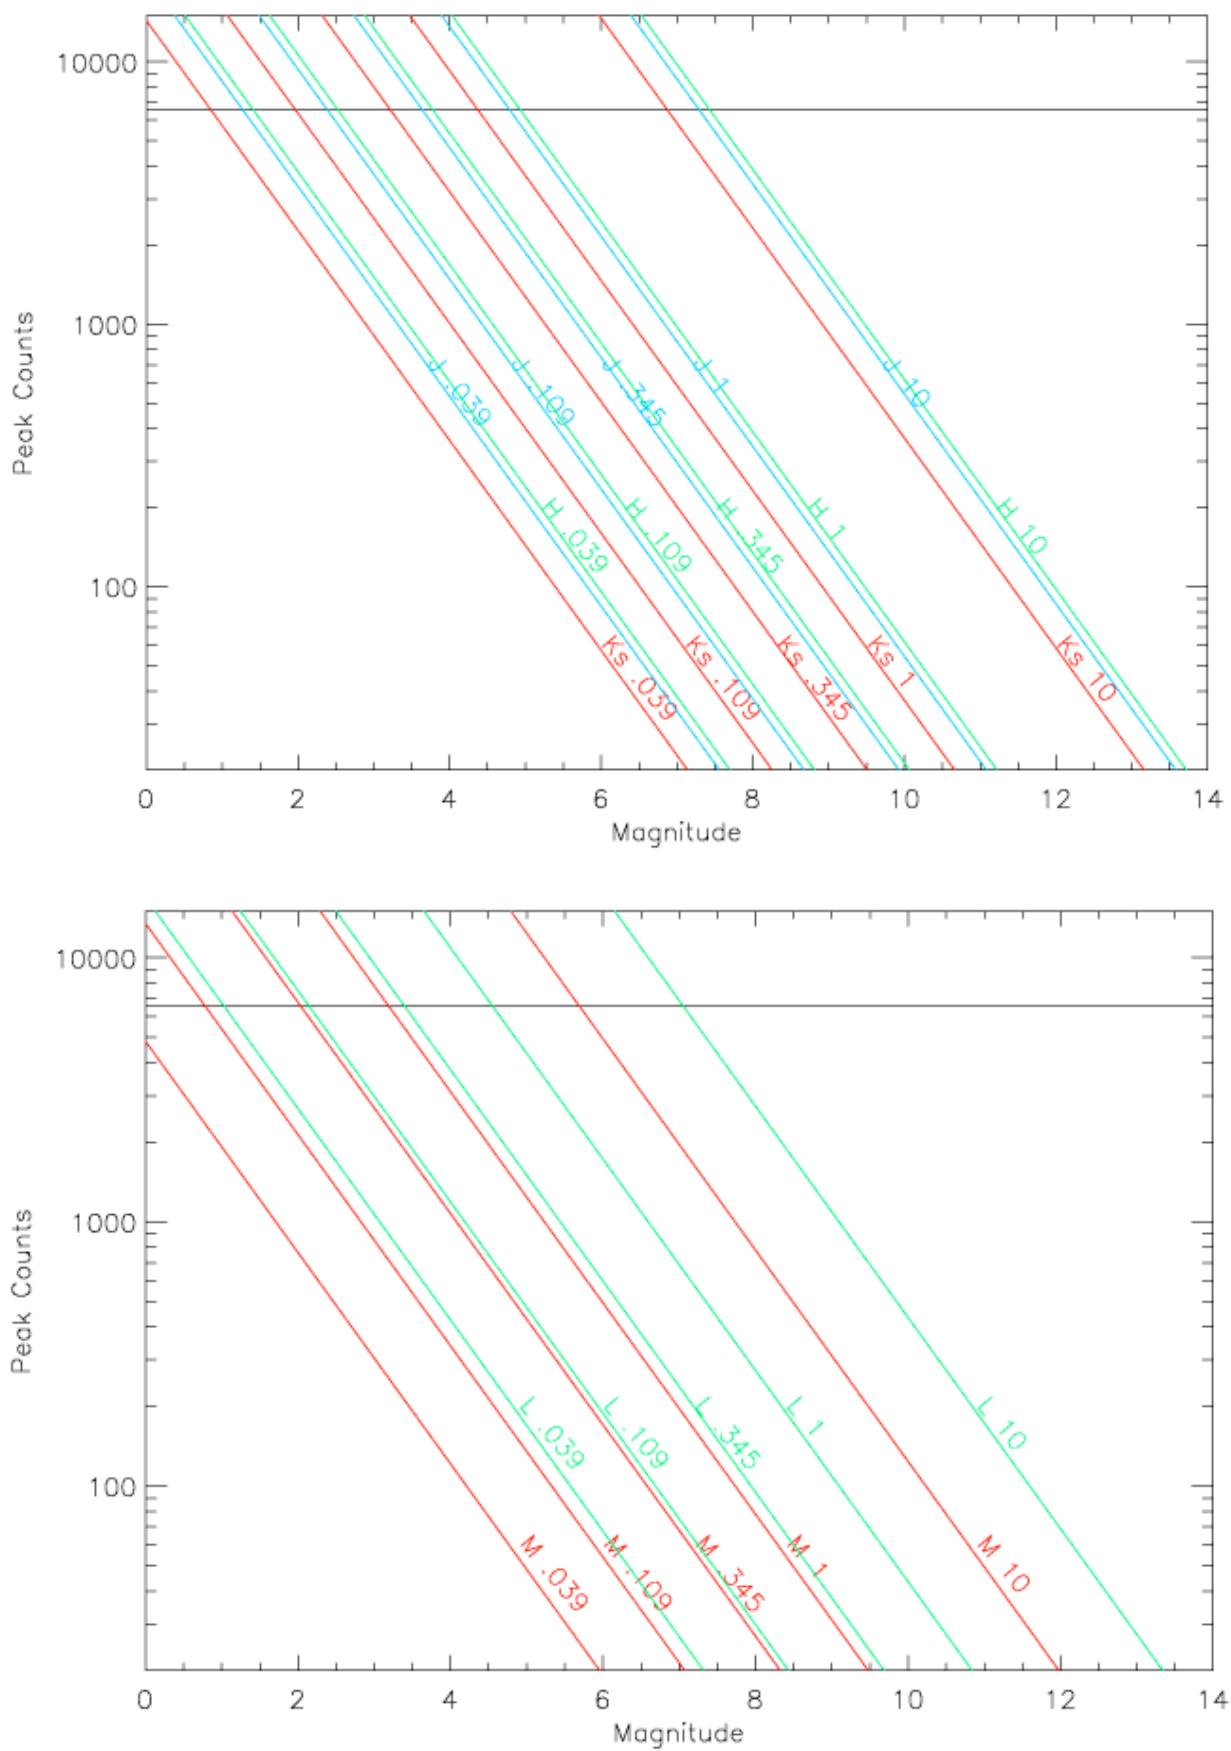 10000
1000
100
Peak Counts
J .039
J .109
J .345
J 1
J 10
H .039
H .109
H .345
H 1
H 10
Ks .039
Ks .109
Ks .345
Ks 1
Ks 10
0 2 4 6 8 10 12 14
Magnitude
10000
1000
100
Peak Counts
L .039
L .109
L .345
L 1
L 10
M .039
M .109
M .345
M 1
M 10
0 2 4 6 8 10 12 14
Magnitude